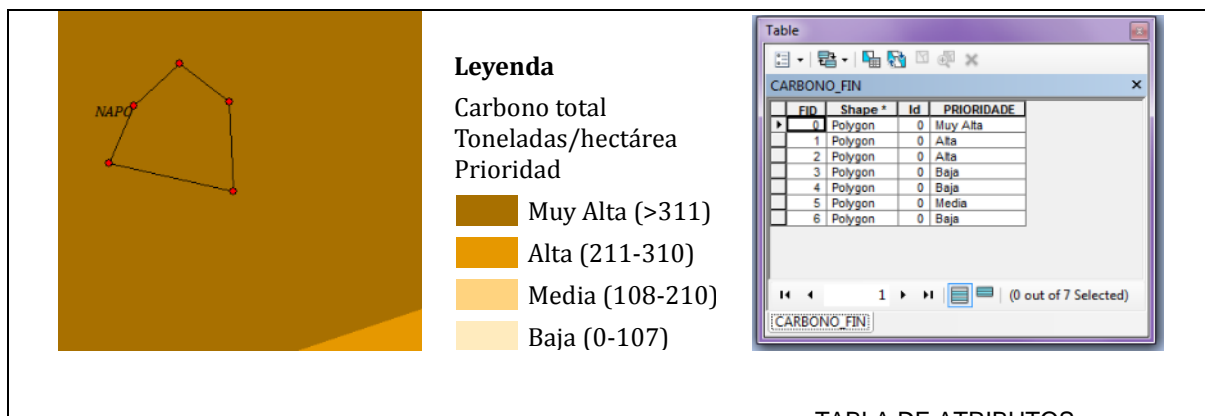 NAPO
Leyenda
Carbono total
Toneladas/hectárea
Prioridad
Muy Alta (>311)
Alta (211-310)
Media (108-210)
Baja (0-107)
Table
CARBONO_FIN
FID Shape * Id PRIORIDADE
0 Polygon 0 Muy Alta
1 Polygon 0 Alta
2 Polygon 0 Alta
3 Polygon 0 Baja
4 Polygon 0 Baja
5 Polygon 0 Media
6 Polygon 0 Baja
1 (0 out of 7 Selected)
CARBONO_FIN
TABLA DE ATRIBUTOS